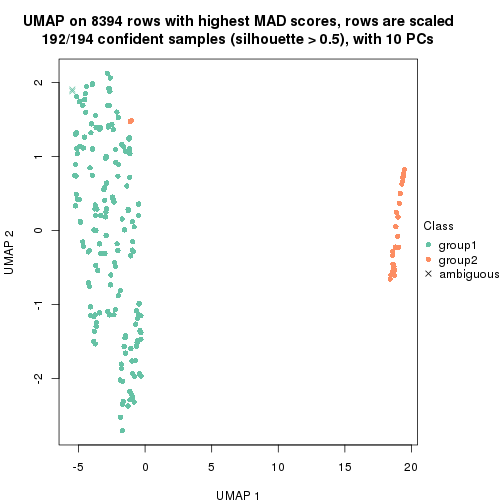 UMAP on 8394 rows with highest MAD scores, rows are scaled
192/194 confident samples (silhouette > 0.5), with 10 PCs
2
1
0
-1
-2
UMAP 2
-5
0
5
10
15
20
UMAP 1
Class
group1
group2
ambiguous